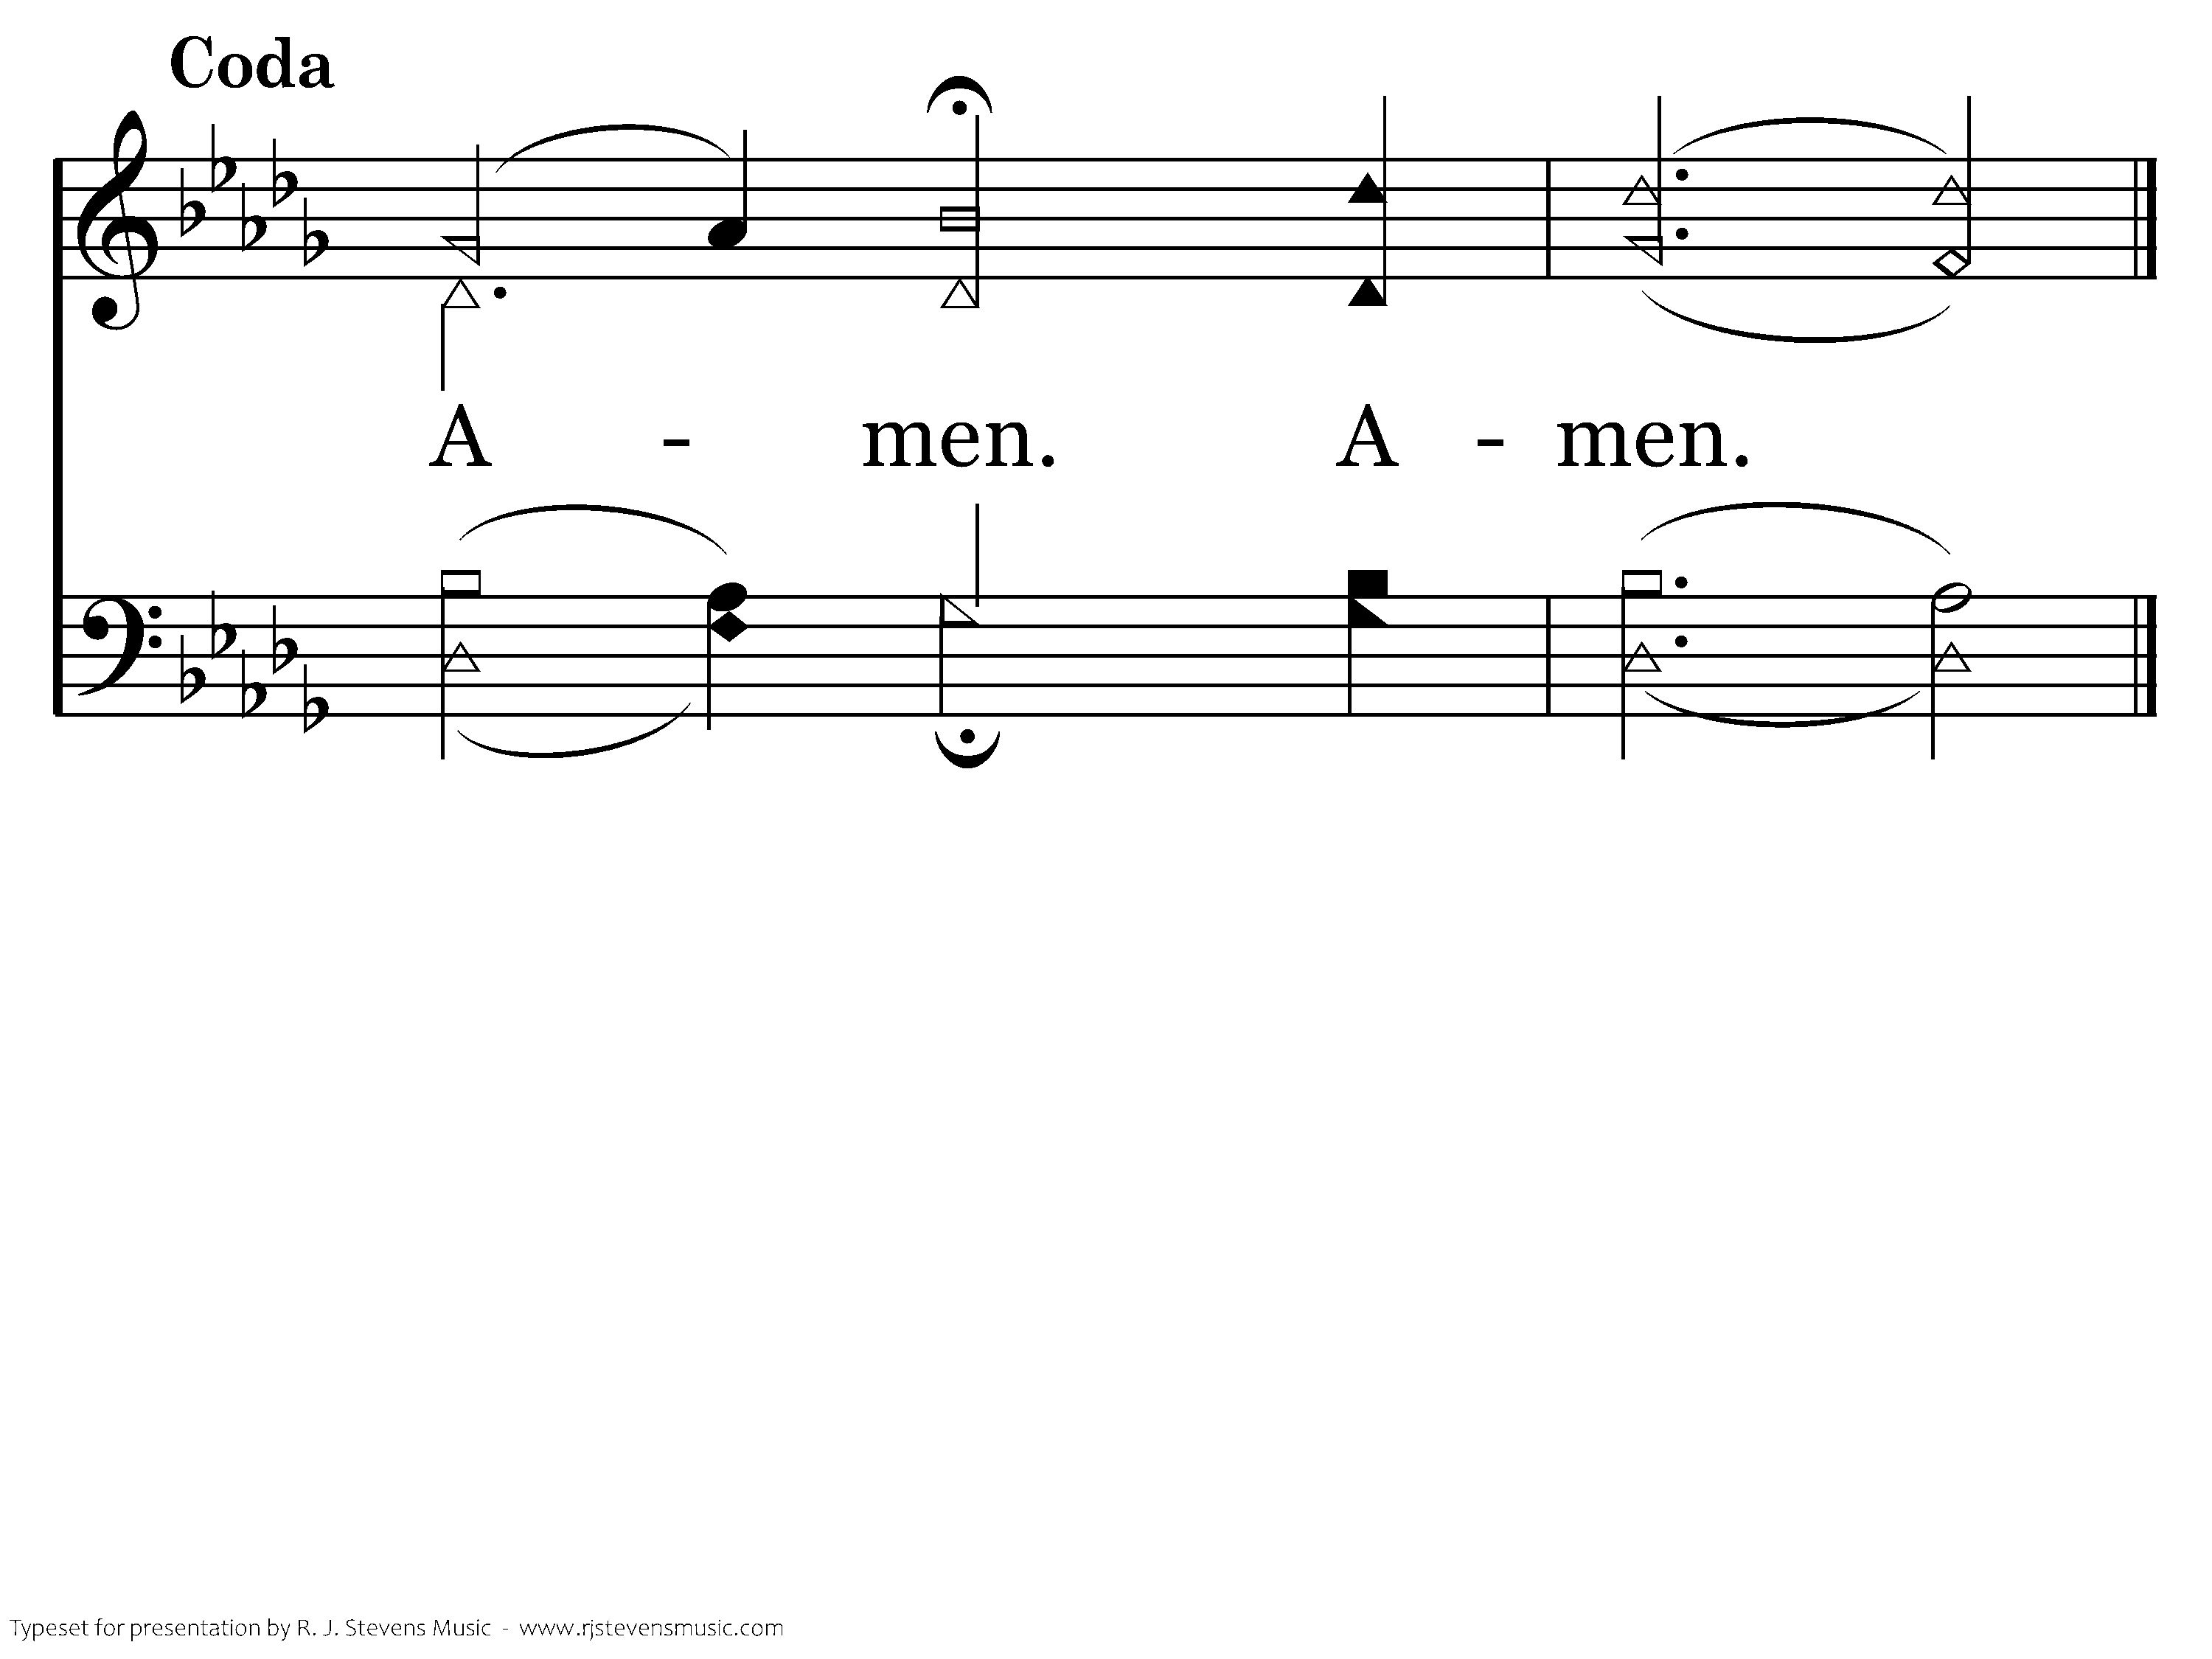 Coda
A - men. A - men.
Typeset for presentation by R. J. Stevens Music - www.rjstevensmusic.com